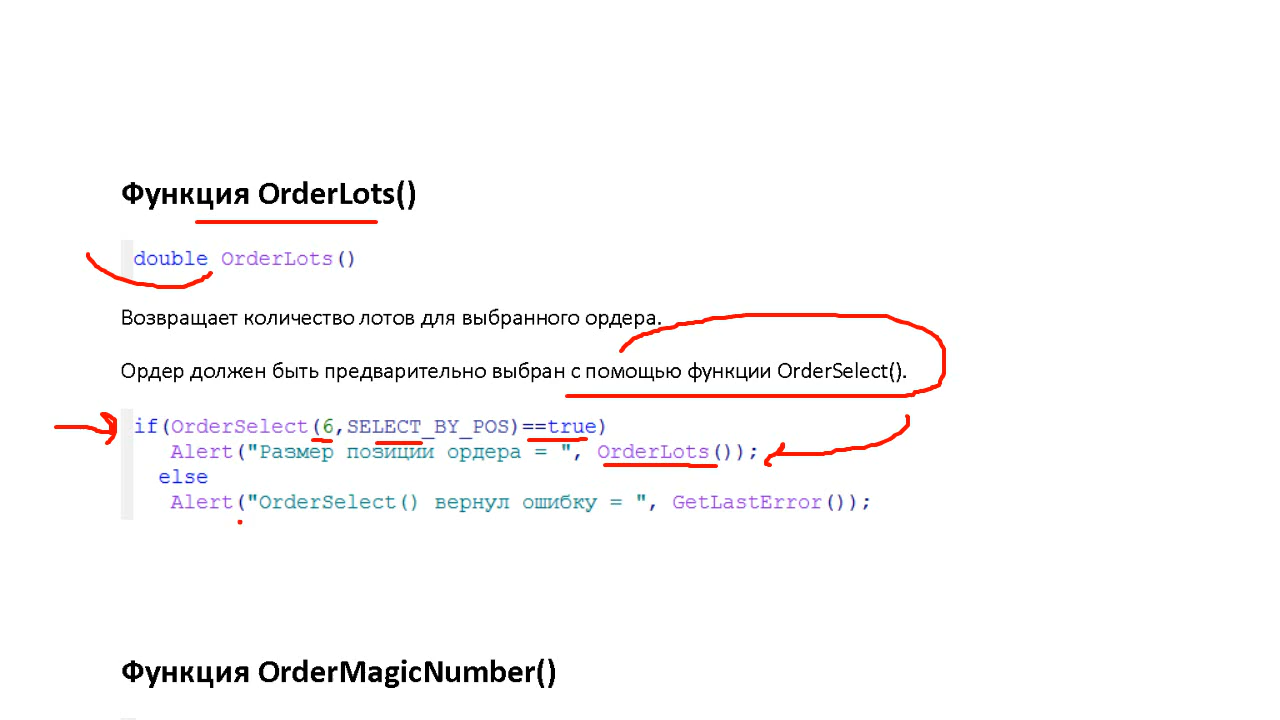 Функция OrderLots()
double OrderLots()
Возвращает количество лотов для выбранного ордера.
Ордер должен быть предварительно выбран с помощью функции OrderSelect().
if(OrderSelect(6,SELECT_BY_POS)==true)
Alert("Размер позиции ордера = ", OrderLots());
else
Alert("OrderSelect() вернул ошибку = ", GetLastError());
Функция OrderMagicNumber()